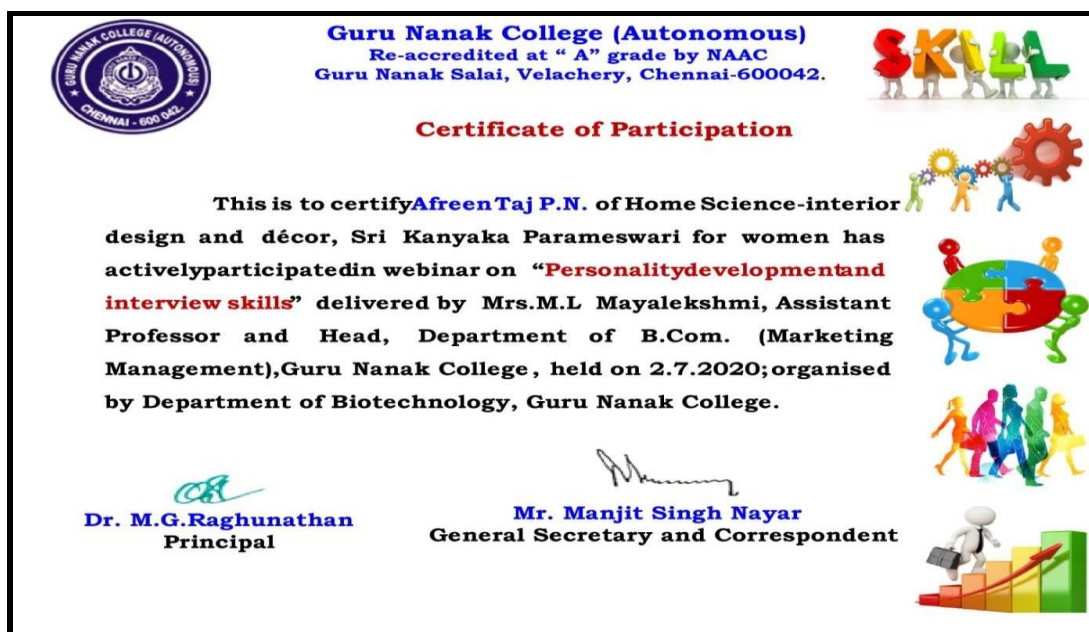 GURU NANAK COLLEGE (AUTONOMOUS)
CHENNAI - 600 042.
Guru Nanak College (Autonomous)
Re-accredited at “ A” grade by NAAC
Guru Nanak Salai, Velachery, Chennai-600042.
SKILL
Certificate of Participation
This is to certifyAfreenTaj P.N. of Home Science-interior
design and décor, Sri Kanyaka Parameswari for women has
activelyparticipatedin webinar on “Personalitydevelopmentand
interview skills” delivered by Mrs.M.L Mayalekshmi, Assistant
Professor and Head, Department of B.Com. (Marketing
Management),Guru Nanak College , held on 2.7.2020;organised
by Department of Biotechnology, Guru Nanak College.
Dr. M.G.Raghunathan
Principal
Mr. Manjit Singh Nayar
General Secretary and Correspondent